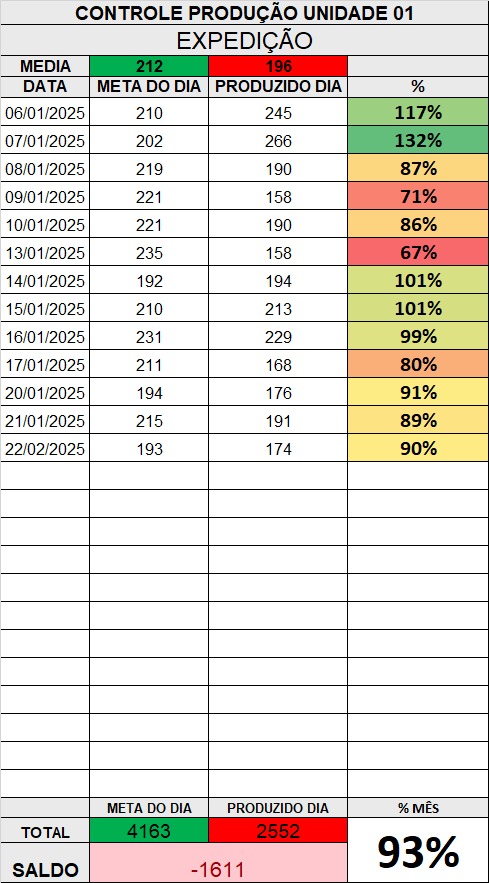 CONTROLE PRODUÇÃO UNIDADE 01
EXPEDIÇÃO
MEDIA 212 196
DATA META DO DIA PRODUZIDO DIA %
06/01/2025 210 245 117%
07/01/2025 202 266 132%
08/01/2025 219 190 87%
09/01/2025 221 158 71%
10/01/2025 221 190 86%
13/01/2025 235 158 67%
14/01/2025 192 194 101%
15/01/2025 210 213 101%
16/01/2025 231 229 99%
17/01/2025 211 168 80%
20/01/2025 194 176 91%
21/01/2025 215 191 89%
22/02/2025 193 174 90%
META DO DIA PRODUZIDO DIA % MÊS
TOTAL 4163 2552 93%
SALDO -1611